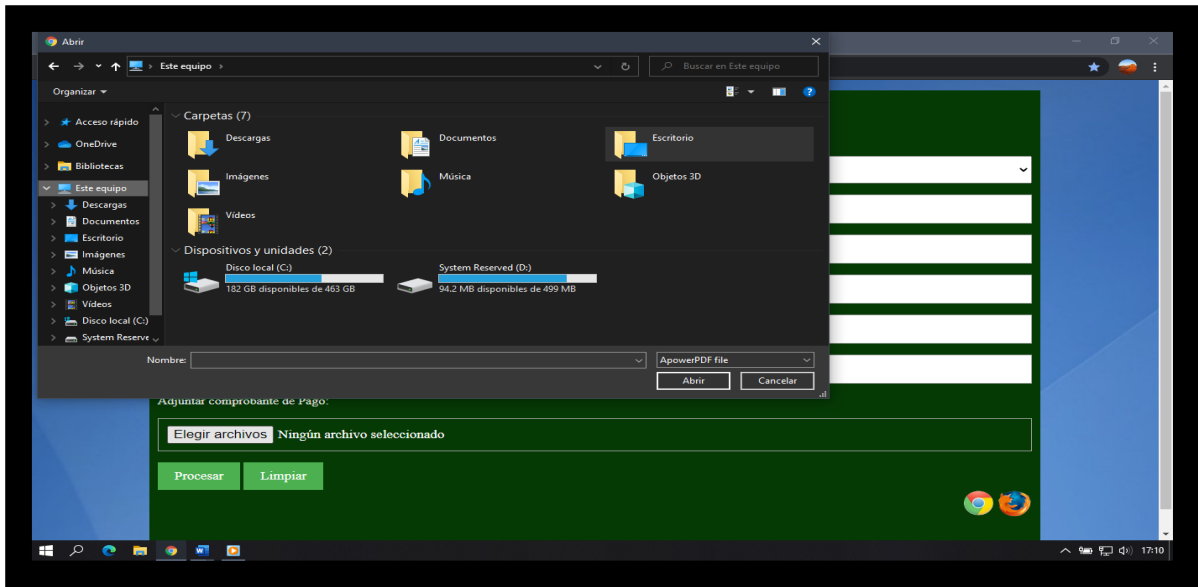 Abrir
Este equipo
Buscar en Este equipo
Organizar
Acceso rápido
OneDrive
Bibliotecas
Este equipo
Descargas
Documentos
Escritorio
Imágenes
Música
Objetos 3D
Vídeos
Disco local (C:)
System Reserve
Carpetas (7)
Descargas
Documentos
Escritorio
Imágenes
Música
Objetos 3D
Vídeos
Dispositivos y unidades (2)
Disco local (C:)
182 GB disponibles de 463 GB
System Reserved (D:)
94.2 MB disponibles de 499 MB
Nombre:
ApowerPDF file
Abrir
Cancelar
Adjuntar comprobante de Pago:
Elegir archivos Ningún archivo seleccionado
Procesar
Limpiar
17:10